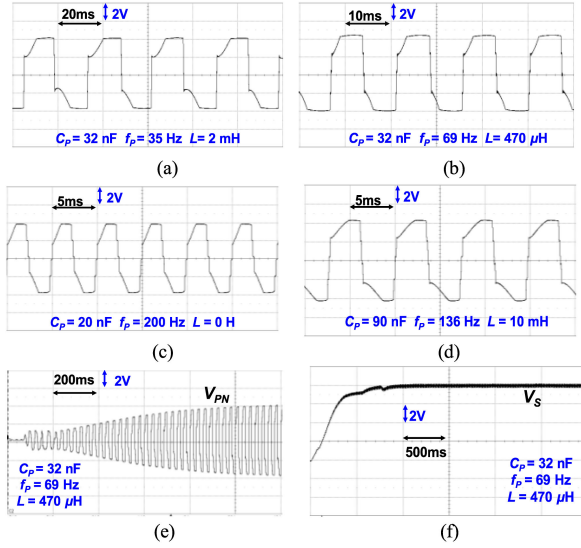 20ms 2V
C_P = 32 nF f_P = 35 Hz L = 2 mH
(a)
10ms 2V
C_P = 32 nF f_P = 69 Hz L = 470 µH
(b)
5ms 2V
C_P = 20 nF f_P = 200 Hz L = 0 H
(c)
5ms 2V
C_P = 90 nF f_P = 136 Hz L = 10 mH
(d)
200ms 2V
V_PN
C_P = 32 nF
f_P = 69 Hz
L = 470 µH
(e)
V_S
2V
500ms
C_P = 32 nF
f_P = 69 Hz
L = 470 µH
(f)